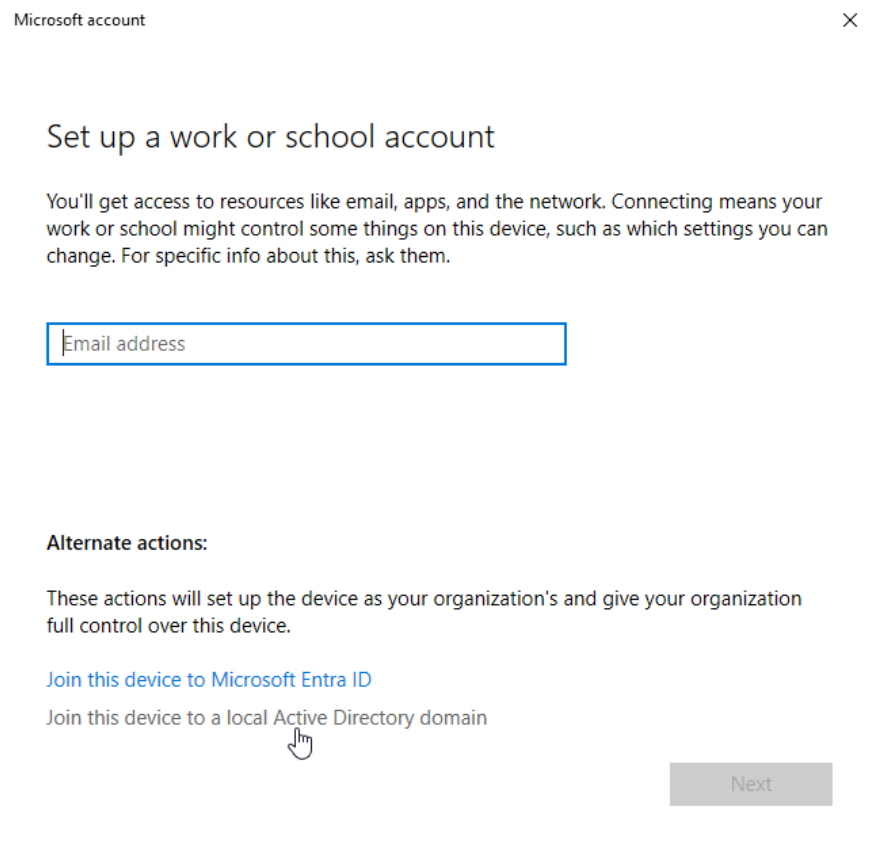 Microsoft account
Set up a work or school account
You'll get access to resources like email, apps, and the network. Connecting means your
work or school might control some things on this device, such as which settings you can
change. For specific info about this, ask them.
Email address
Alternate actions:
These actions will set up the device as your organization's and give your organization
full control over this device.
Join this device to Microsoft Entra ID
Join this device to a local Active Directory domain
Next